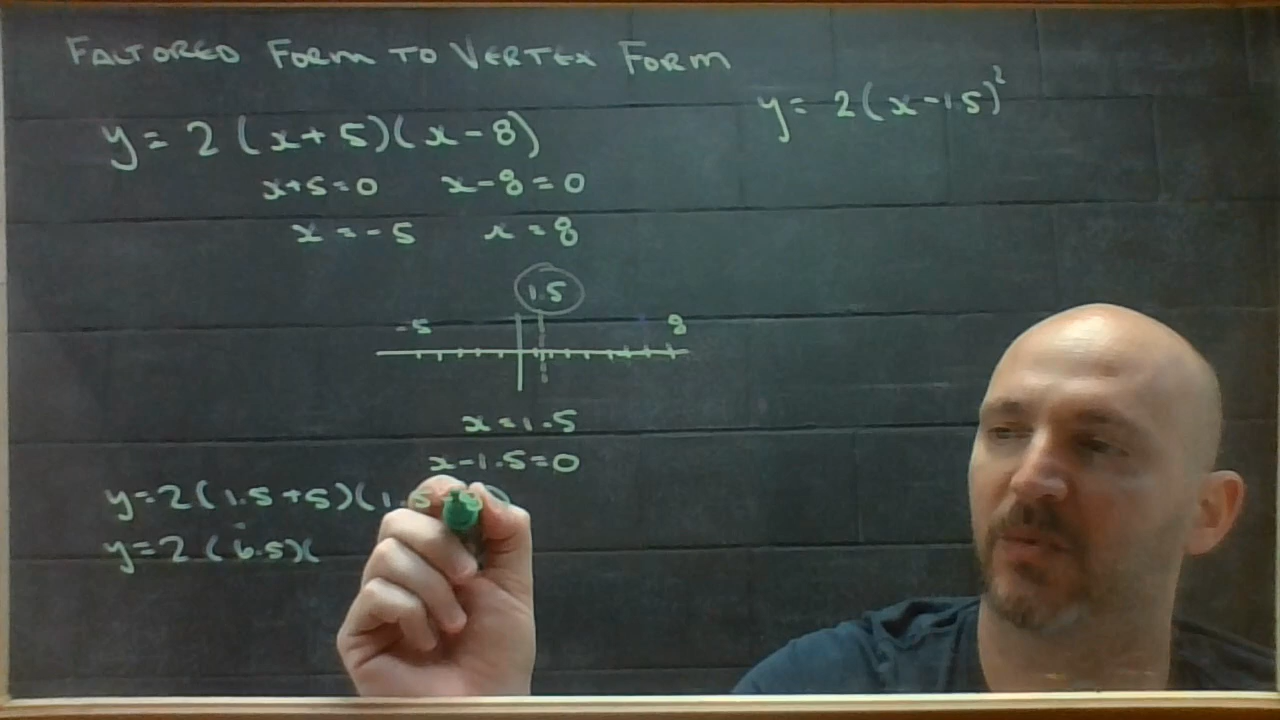 FACTORED FORM TO VERTEX FORM
y = 2(x-1.5)²
y = 2(x+5)(x-8)
x+5=0 x-8=0
x=-5 x=8
1.5
-5 8
x=1.5
x-1.5=0
y=2(1.5+5)(1.5
y=2(6.5)(